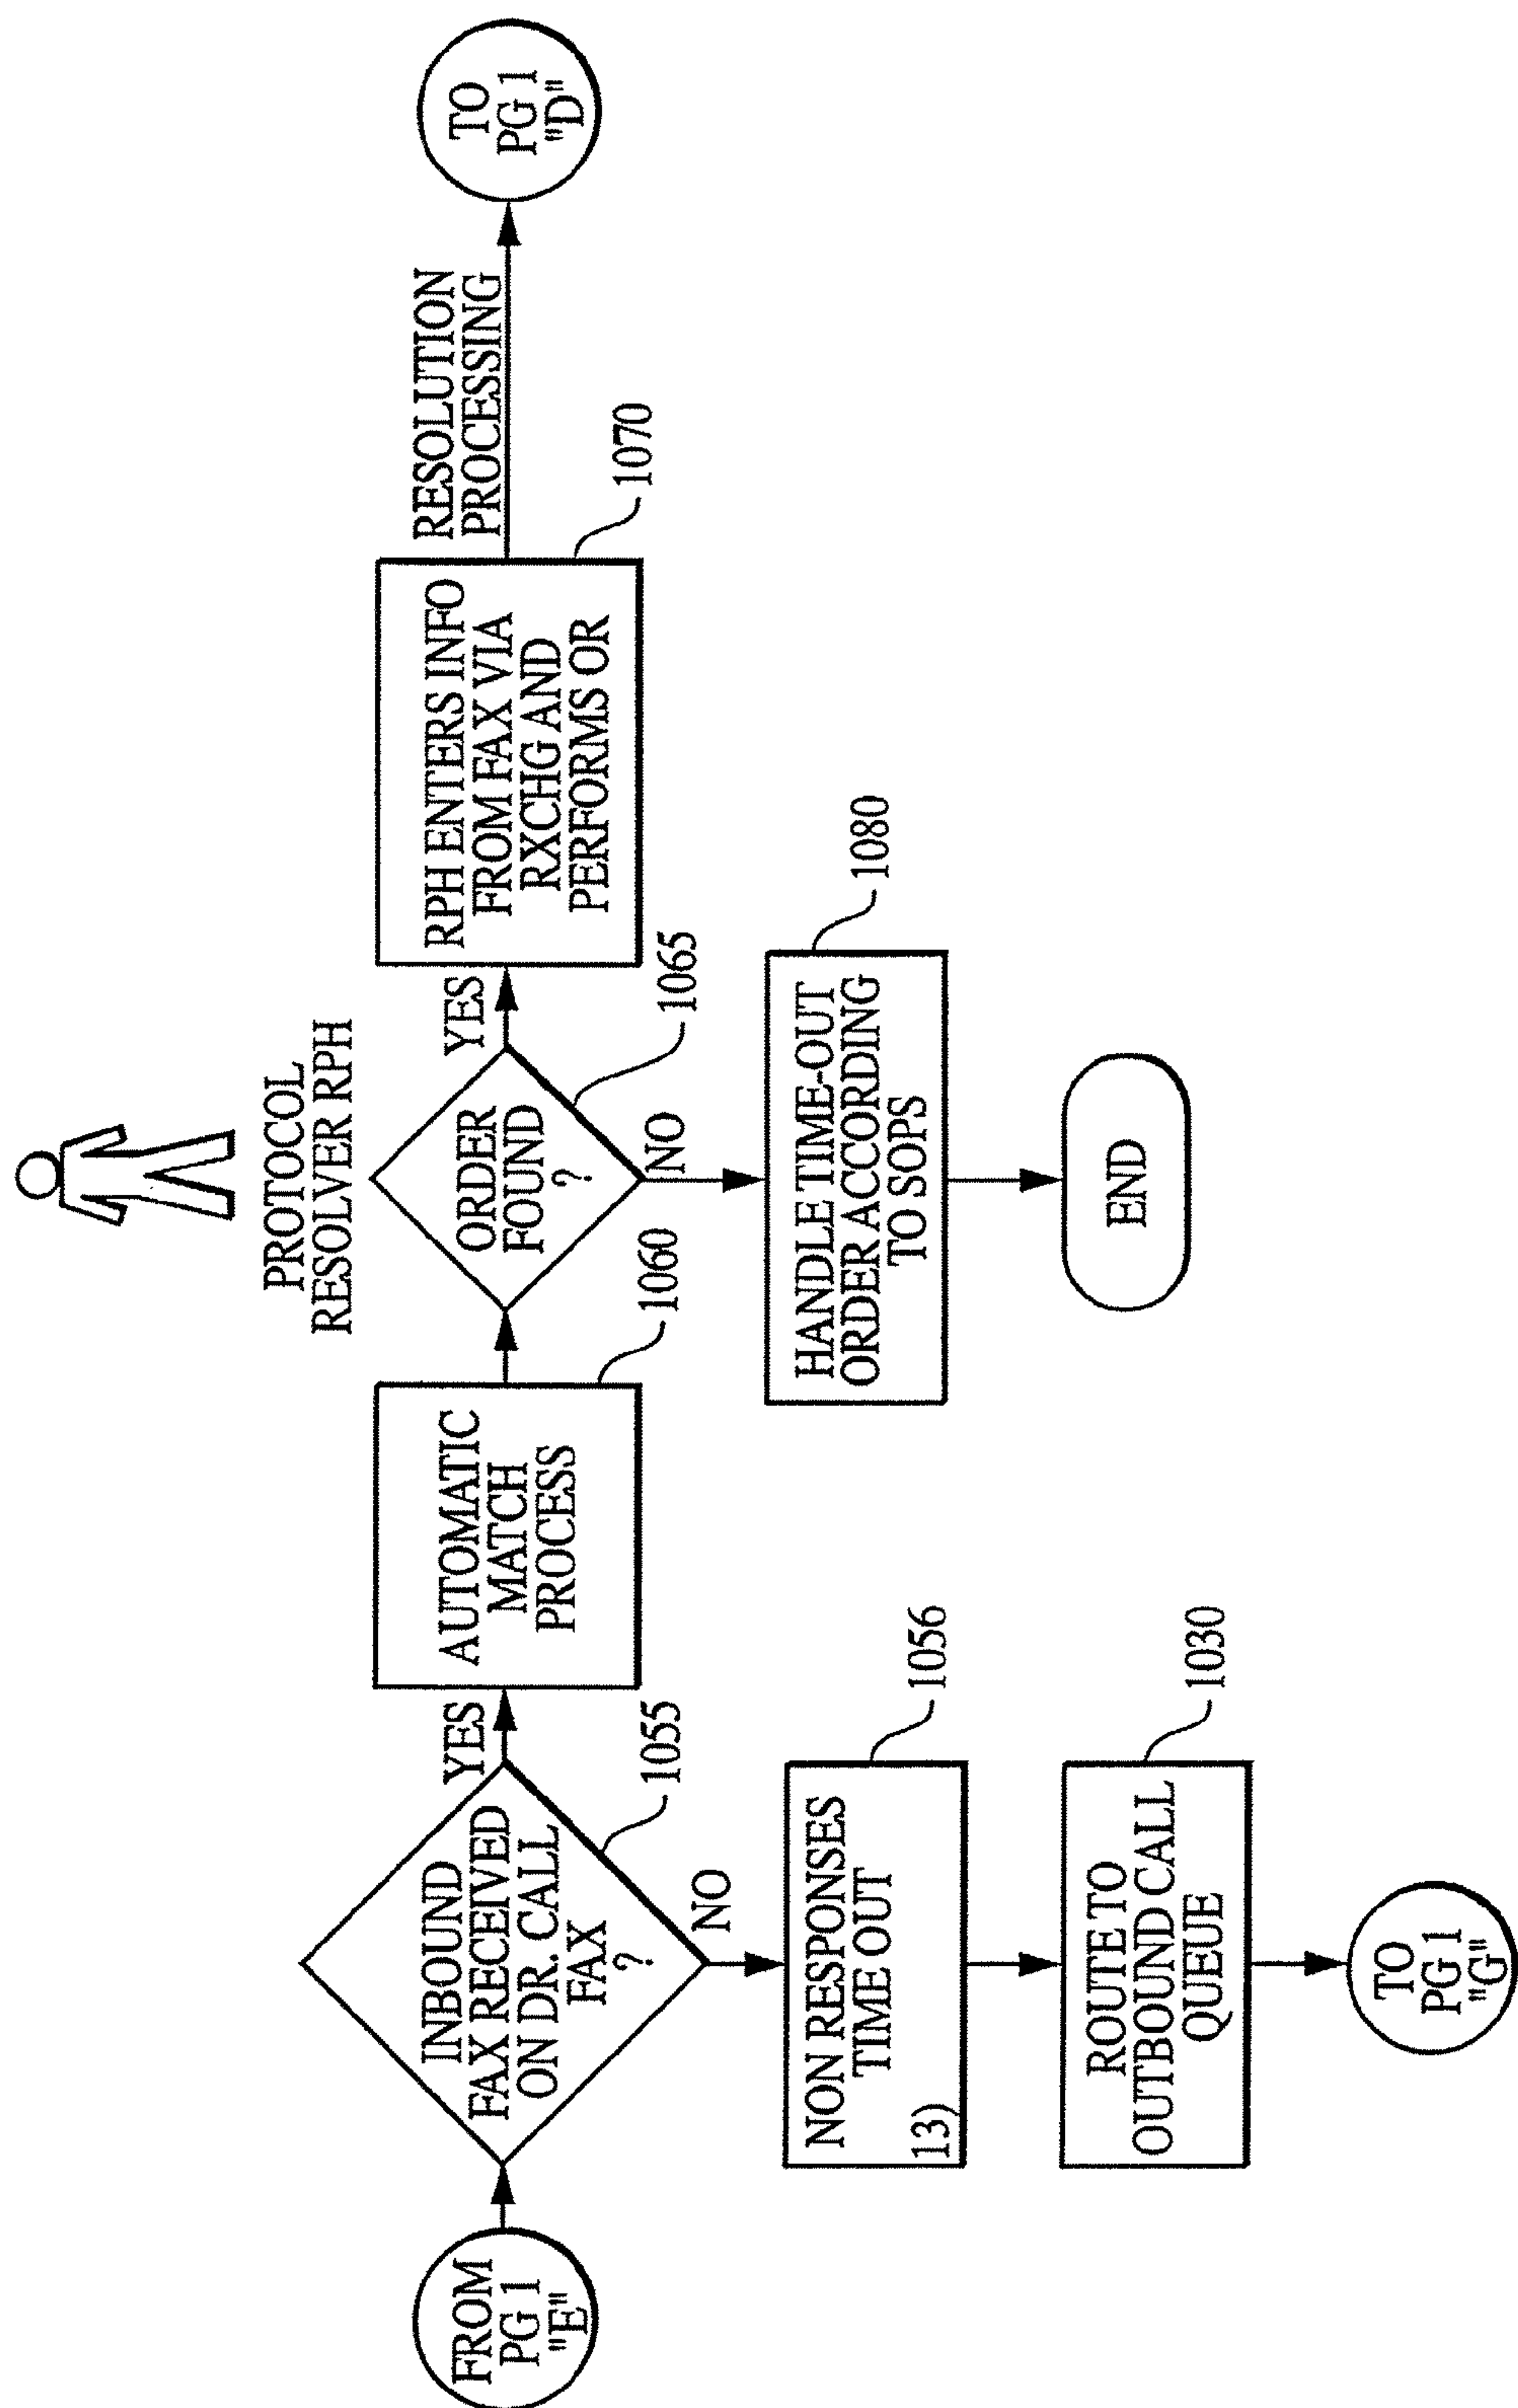 FROM
PG 1
"E"
INBOUND
FAX RECEIVED
ON DR. CALL
FAX
?
YES
NO
1055
AUTOMATIC
MATCH
PROCESS
1060
PROTOCOL
RESOLVER RPH
ORDER
FOUND
?
YES
NO
1065
RPH ENTERS INFO
FROM FAX VIA
RXCHG AND
PERFORMS OR
1070
RESOLUTION
PROCESSING
TO
PG 1
"D"
NON RESPONSES
TIME OUT
13)
1056
ROUTE TO
OUTBOUND CALL
QUEUE
1030
TO
PG 1
"G"
HANDLE TIME-OUT
ORDER ACCORDING
TO SOPS
1080
END